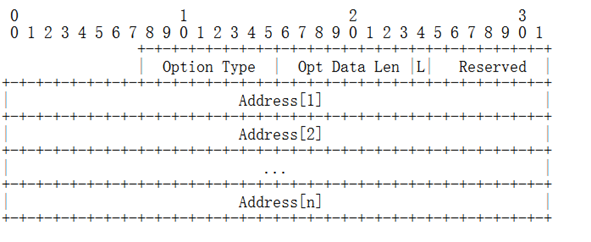 0                   1                   2                   3
0 1 2 3 4 5 6 7 8 9 0 1 2 3 4 5 6 7 8 9 0 1 2 3 4 5 6 7 8 9 0 1
                +-+-+-+-+-+-+-+-+-+-+-+-+-+-+-+-+-+-+-+-+-+-+-+-+
                |  Option Type  |  Opt Data Len |L|   Reserved  |
+-+-+-+-+-+-+-+-+-+-+-+-+-+-+-+-+-+-+-+-+-+-+-+-+-+-+-+-+-+-+-+-+
|                           Address[1]                          |
+-+-+-+-+-+-+-+-+-+-+-+-+-+-+-+-+-+-+-+-+-+-+-+-+-+-+-+-+-+-+-+-+
|                           Address[2]                          |
+-+-+-+-+-+-+-+-+-+-+-+-+-+-+-+-+-+-+-+-+-+-+-+-+-+-+-+-+-+-+-+-+
|                              ...                              |
+-+-+-+-+-+-+-+-+-+-+-+-+-+-+-+-+-+-+-+-+-+-+-+-+-+-+-+-+-+-+-+-+
|                           Address[n]                          |
+-+-+-+-+-+-+-+-+-+-+-+-+-+-+-+-+-+-+-+-+-+-+-+-+-+-+-+-+-+-+-+-+